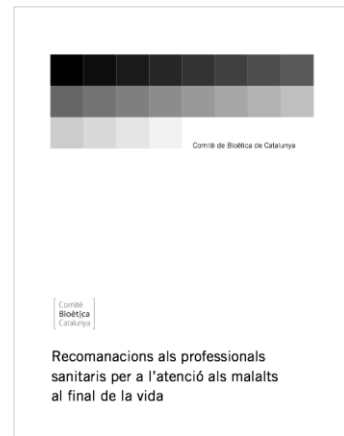 Comitè de Bioètica de Catalunya
Comitè
Bioètica
Catalunya
Recomanacions als professionals
sanitaris per a l'atenció als malalts
al final de la vida